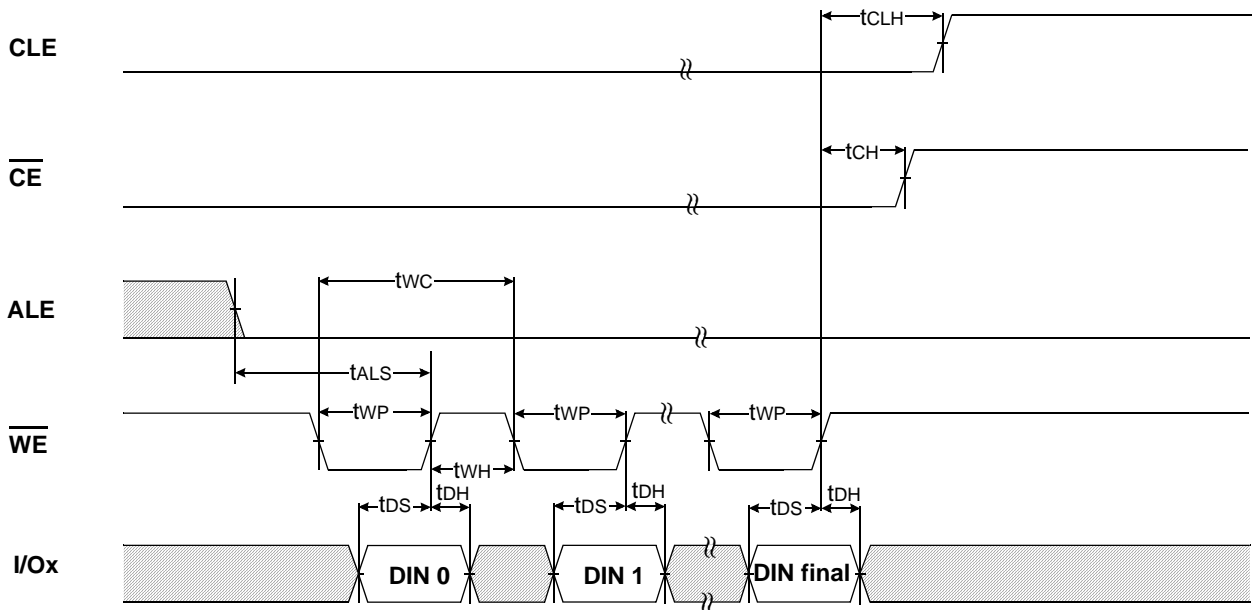 tCLH
CLE
tCH
CE
tWC
ALE
tALS
tWP tWP tWP
WE
tWH
tDS tDH tDS tDH tDS tDH
I/Ox DIN 0 DIN 1 DIN final